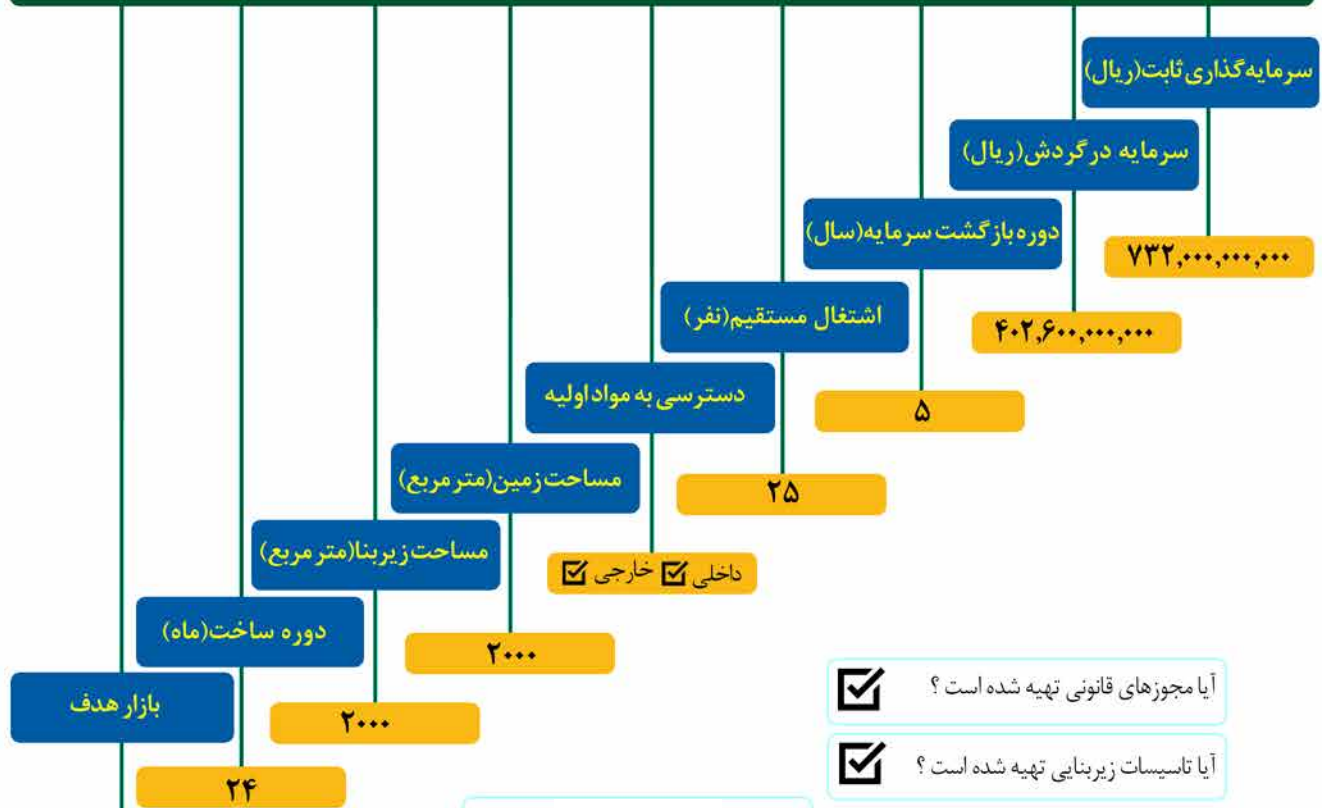 سرمایه‌گذاری ثابت(ریال)
۷۳۲,۰۰۰,۰۰۰,۰۰۰
سرمایه در گردش(ریال)
۴۰۲,۶۰۰,۰۰۰,۰۰۰
دوره بازگشت سرمایه(سال)
۵
اشتغال مستقیم(نفر)
۲۵
دسترسی به مواد اولیه
داخلی ☑ خارجی ☑
مساحت زمین(متر مربع)
۲۰۰۰
مساحت زیربنا(متر مربع)
۲۰۰۰
دوره ساخت(ماه)
۲۴
بازار هدف
آیا مجوزهای قانونی تهیه شده است ؟ ☑
آیا تاسیسات زیربنایی تهیه شده است ؟ ☑